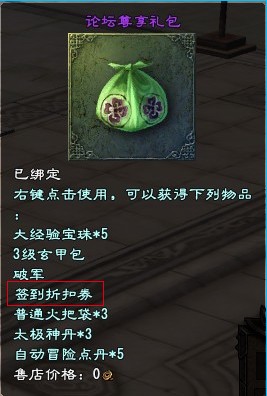 论坛尊享礼包
已绑定
右键点击使用，可以获得下列物品
：
大经验宝珠*5
3级玄甲包
破军
签到折扣券
普通火把袋*3
太极神丹*3
自动冒险点丹*5
售店价格：0